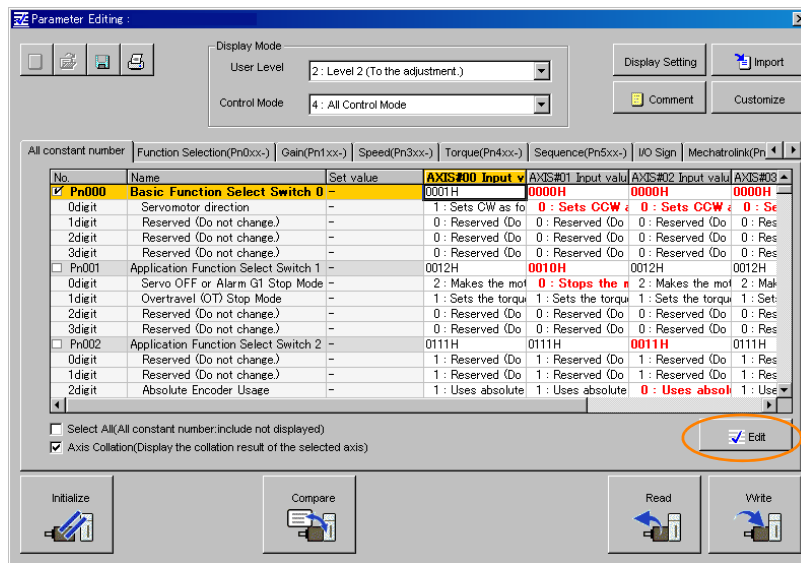 Parameter Editing :
Display Mode
User Level
2 : Level 2 (To the adjustment.)
Control Mode
4 : All Control Mode
Display Setting
Import
Comment
Customize
All constant number Function Selection(Pn0xx-) Gain(Pn1xx-) Speed(Pn3xx-) Torque(Pn4xx-) Sequence(Pn5xx-) I/O Sign Mechatrolink(Pn
No. Name Set value AXIS#00 Input v AXIS#01 Input valu AXIS#02 Input valu AXIS#03
Pn000 Basic Function Select Switch 0 - 0001H 0000H 0000H 0000H
0digit Servomotor direction - 1 : Sets CW as fo 0 : Sets CCW a 0 : Sets CCW a 0 : Se
1digit Reserved (Do not change.) - 0 : Reserved (Do 0 : Reserved (Do 0 : Reserved (Do 0 : Res
2digit Reserved (Do not change.) - 0 : Reserved (Do 0 : Reserved (Do 0 : Reserved (Do 0 : Res
3digit Reserved (Do not change.) - 0 : Reserved (Do 0 : Reserved (Do 0 : Reserved (Do 0 : Res
Pn001 Application Function Select Switch 1 - 0012H 0010H 0012H 0012H
0digit Servo OFF or Alarm G1 Stop Mode - 2 : Makes the mot 0 : Stops the m 2 : Makes the mot 2 : Mak
1digit Overtravel (OT) Stop Mode - 1 : Sets the torqu 1 : Sets the torqu 1 : Sets the torqu 1 : Set
2digit Reserved (Do not change.) - 0 : Reserved (Do 0 : Reserved (Do 0 : Reserved (Do 0 : Res
3digit Reserved (Do not change.) - 0 : Reserved (Do 0 : Reserved (Do 0 : Reserved (Do 0 : Res
Pn002 Application Function Select Switch 2 - 0111H 0111H 0011H 0111H
0digit Reserved (Do not change.) - 1 : Reserved (Do 1 : Reserved (Do 1 : Reserved (Do 1 : Res
1digit Reserved (Do not change.) - 1 : Reserved (Do 1 : Reserved (Do 1 : Reserved (Do 1 : Res
2digit Absolute Encoder Usage - 1 : Uses absolute 1 : Uses absolute 0 : Uses absol 1 : Use
Select All(All constant number:include not displayed)
Axis Collation(Display the collation result of the selected axis)
Edit
Initialize
Compare
Read
Write